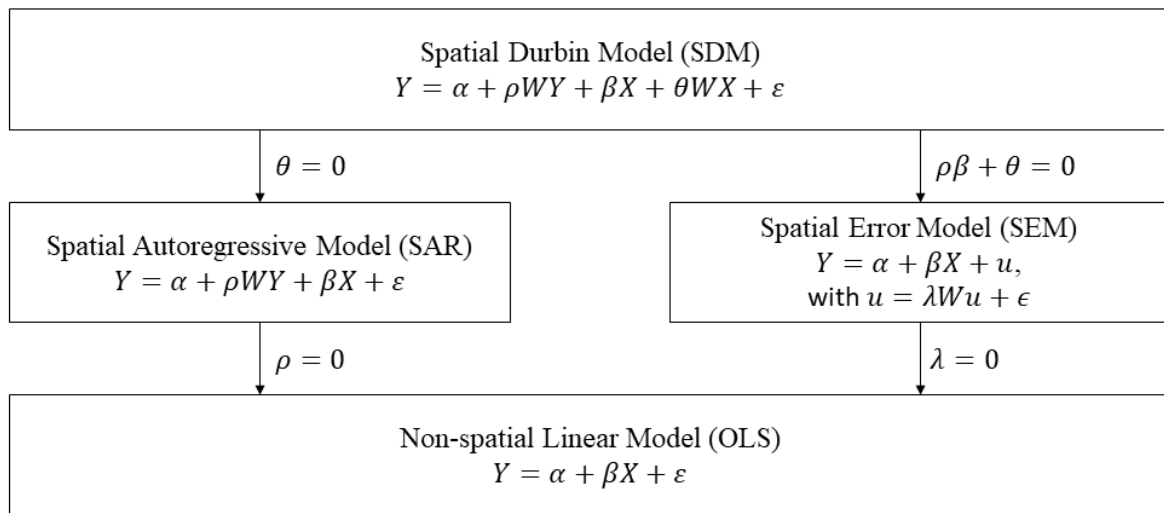 Spatial Durbin Model (SDM)
𝑌 = 𝛼 + 𝜌𝑊𝑌 + 𝛽𝑋 + 𝜃𝑊𝑋 + 𝜀
𝜃 = 0
𝜌𝛽 + 𝜃 = 0
Spatial Autoregressive Model (SAR)
𝑌 = 𝛼 + 𝜌𝑊𝑌 + 𝛽𝑋 + 𝜀
Spatial Error Model (SEM)
𝑌 = 𝛼 + 𝛽𝑋 + 𝑢,
with 𝑢 = 𝜆𝑊𝑢 + 𝜖
𝜌 = 0
𝜆 = 0
Non-spatial Linear Model (OLS)
𝑌 = 𝛼 + 𝛽𝑋 + 𝜀